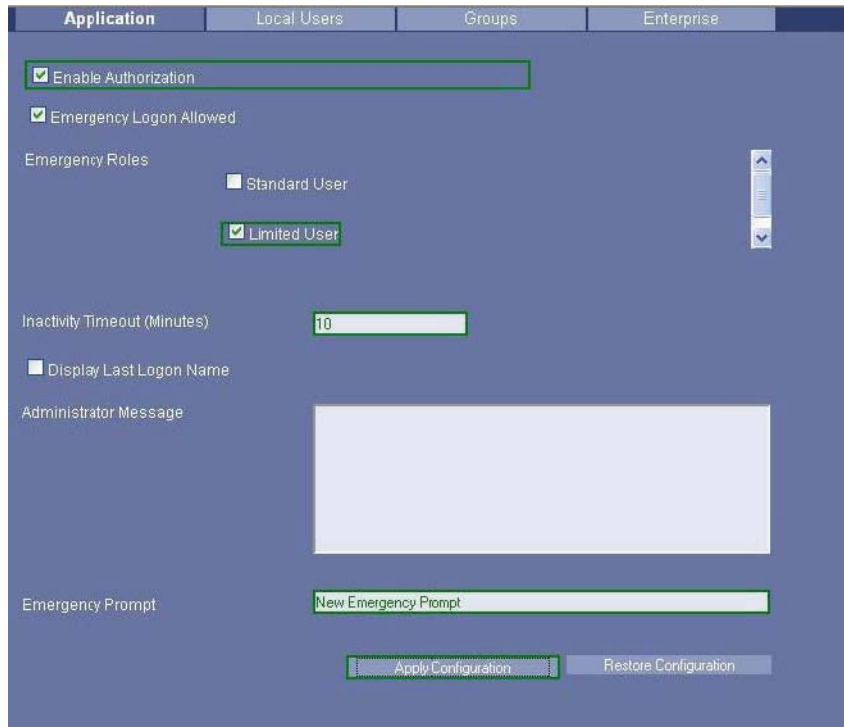 Application Local Users Groups Enterprise
Enable Authorization
Emergency Logon Allowed
Emergency Roles
Standard User
Limited User
Inactivity Timeout (Minutes) 10
Display Last Logon Name
Administrator Message
Emergency Prompt New Emergency Prompt
Apply Configuration Restore Configuration